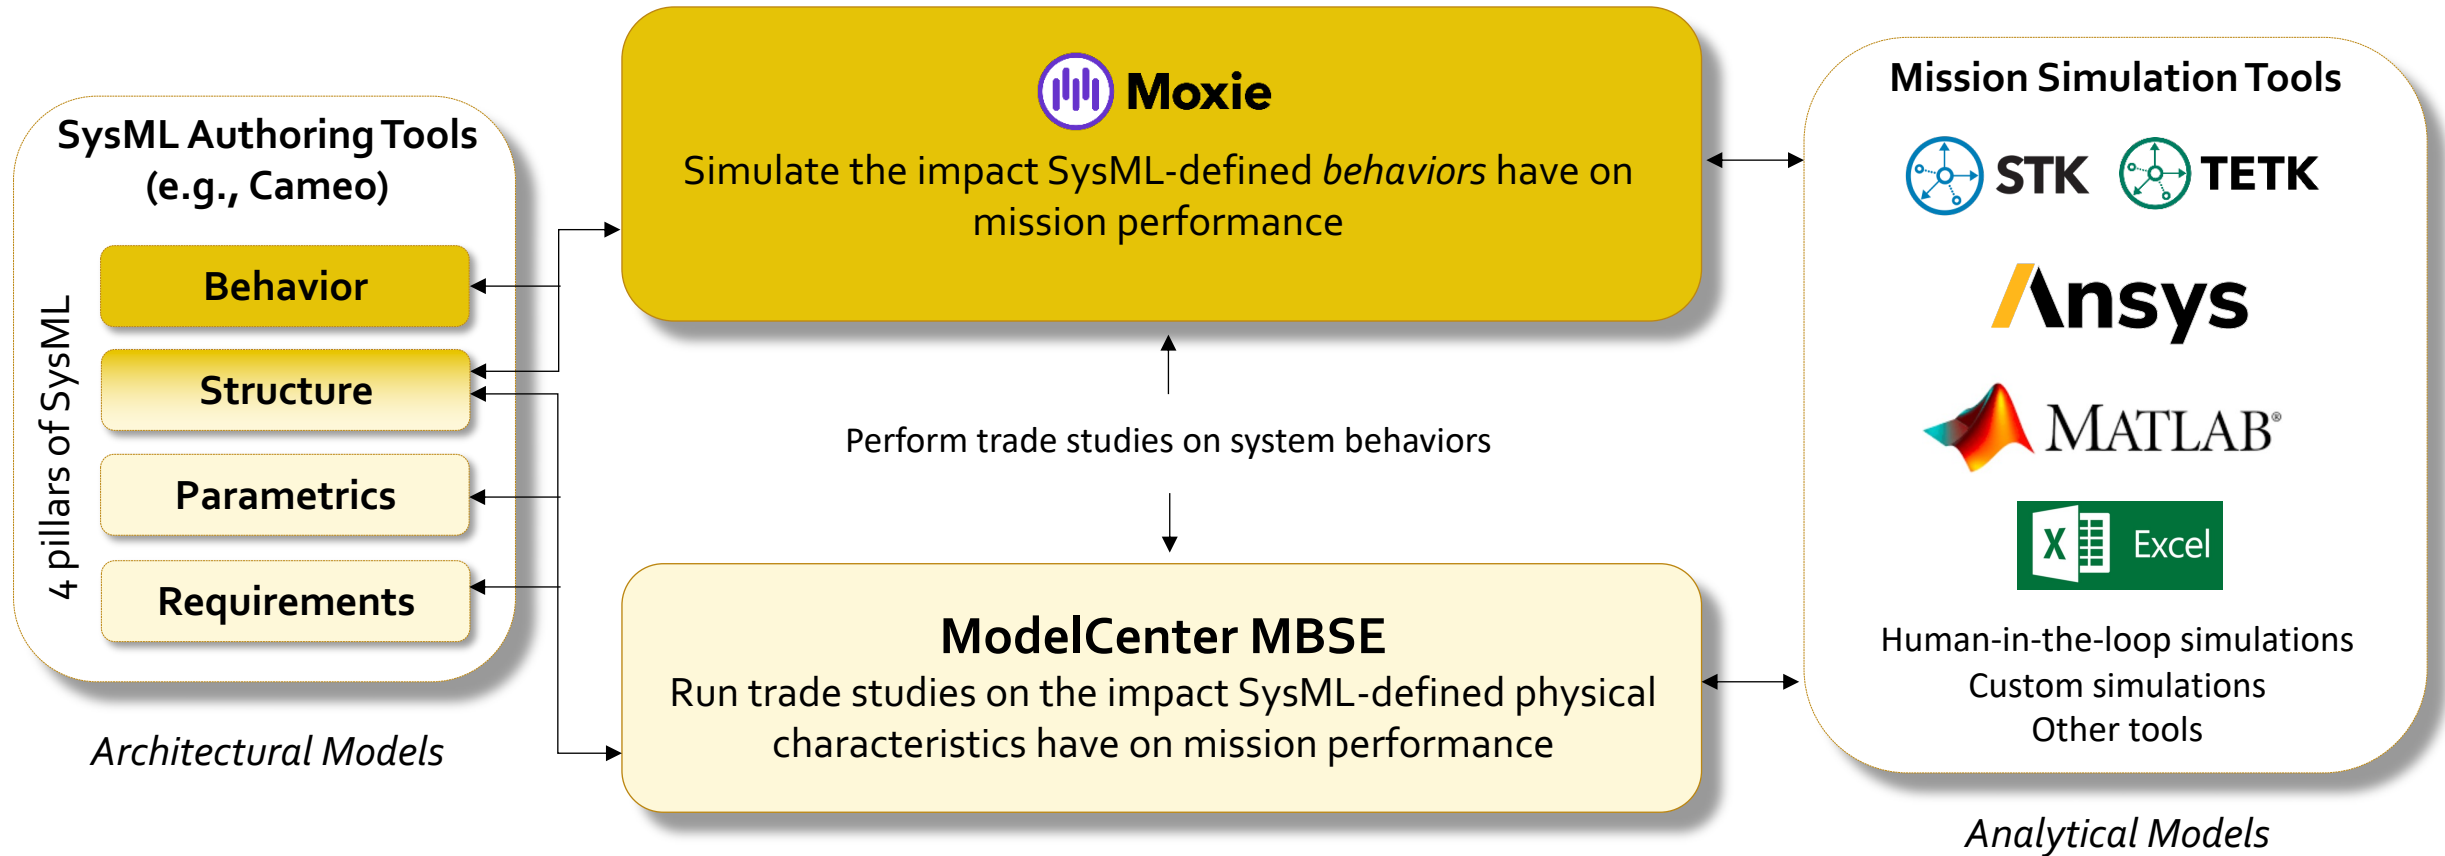 SysML Authoring Tools
(e.g., Cameo)
4 pillars of SysML
Behavior
Structure
Parametrics
Requirements
Architectural Models
Moxie
Simulate the impact SysML-defined behaviors have on
mission performance
Perform trade studies on system behaviors
ModelCenter MBSE
Run trade studies on the impact SysML-defined physical
characteristics have on mission performance
Mission Simulation Tools
STK
TETK
Ansys
MATLAB®
X Excel
Human-in-the-loop simulations
Custom simulations
Other tools
Analytical Models